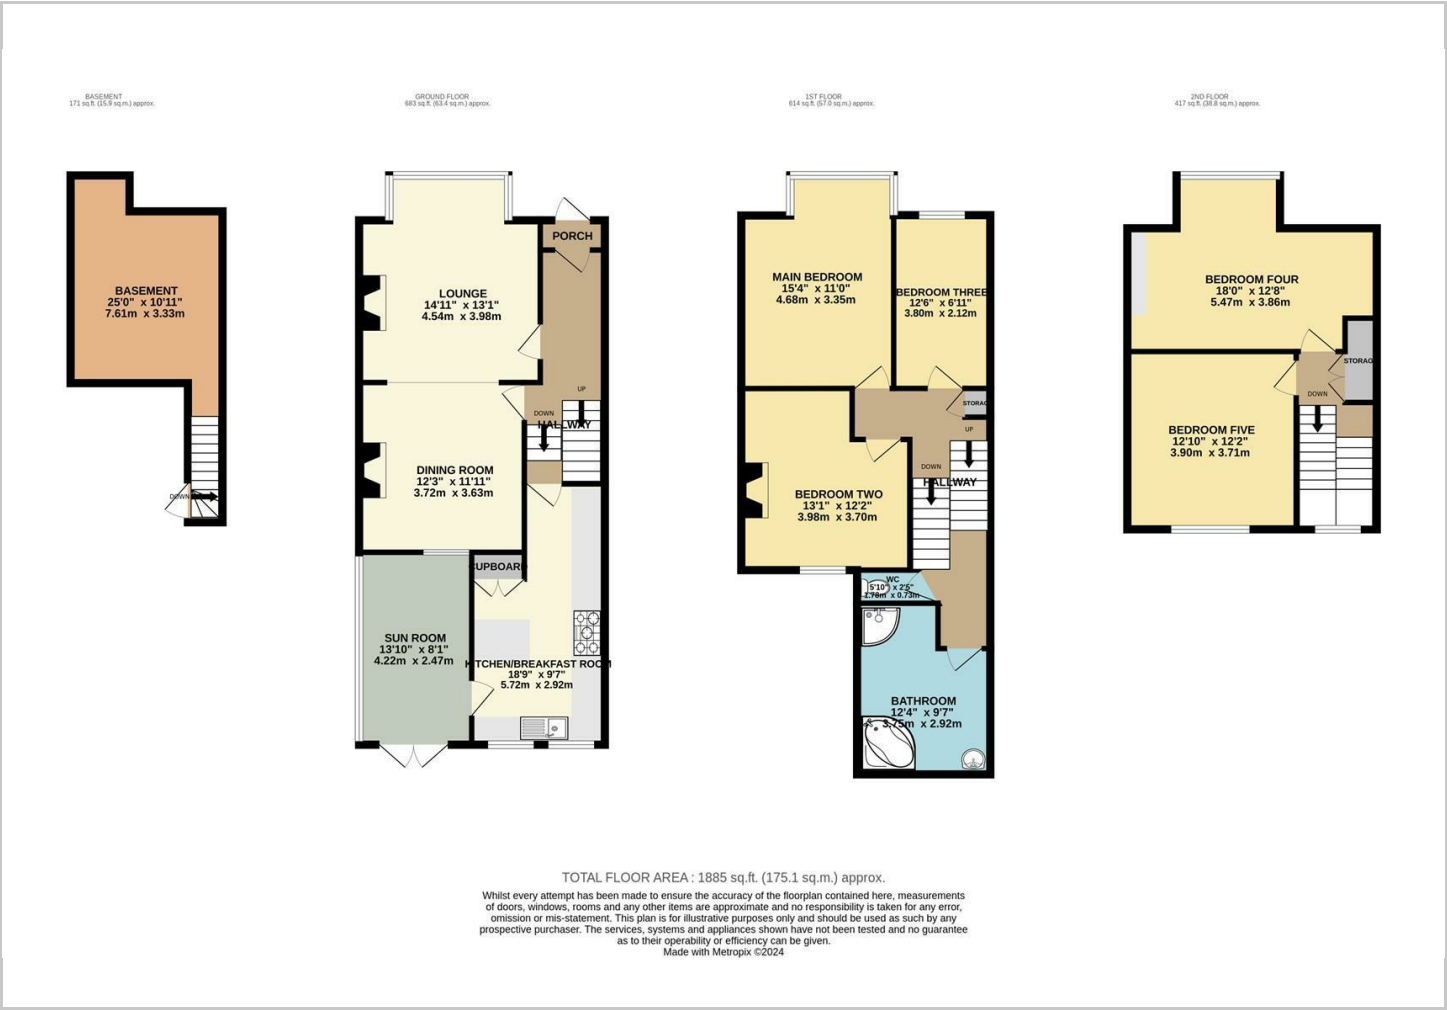 BASEMENT
171 sq.ft. (15.9 sq.m.) approx.
GROUND FLOOR
683 sq.ft. (63.4 sq.m.) approx.
1ST FLOOR
614 sq.ft. (57.0 sq.m.) approx.
2ND FLOOR
417 sq.ft. (38.8 sq.m.) approx.
BASEMENT
25'0" x 10'11"
7.61m x 3.33m
DOWN
PORCH
LOUNGE
14'11" x 13'1"
4.54m x 3.98m
UP
DOWN
HALLWAY
DINING ROOM
12'3" x 11'11"
3.72m x 3.63m
CUPBOARD
SUN ROOM
13'10" x 8'1"
4.22m x 2.47m
KITCHEN/BREAKFAST ROOM
18'9" x 9'7"
5.72m x 2.92m
MAIN BEDROOM
15'4" x 11'0"
4.68m x 3.35m
BEDROOM THREE
12'6" x 6'11"
3.80m x 2.12m
STORAG
UP
DOWN
HALLWAY
BEDROOM TWO
13'1" x 12'2"
3.98m x 3.70m
WC
5'10" x 2'5"
1.78m x 0.73m
BATHROOM
12'4" x 9'7"
3.75m x 2.92m
BEDROOM FOUR
18'0" x 12'8"
5.47m x 3.86m
STORAG
DOWN
BEDROOM FIVE
12'10" x 12'2"
3.90m x 3.71m
TOTAL FLOOR AREA : 1885 sq.ft. (175.1 sq.m.) approx.
Whilst every attempt has been made to ensure the accuracy of the floorplan contained here, measurements
of doors, windows, rooms and any other items are approximate and no responsibility is taken for any error,
omission or mis-statement. This plan is for illustrative purposes only and should be used as such by any
prospective purchaser. The services, systems and appliances shown have not been tested and no guarantee
as to their operability or efficiency can be given.
Made with Metropix ©2024